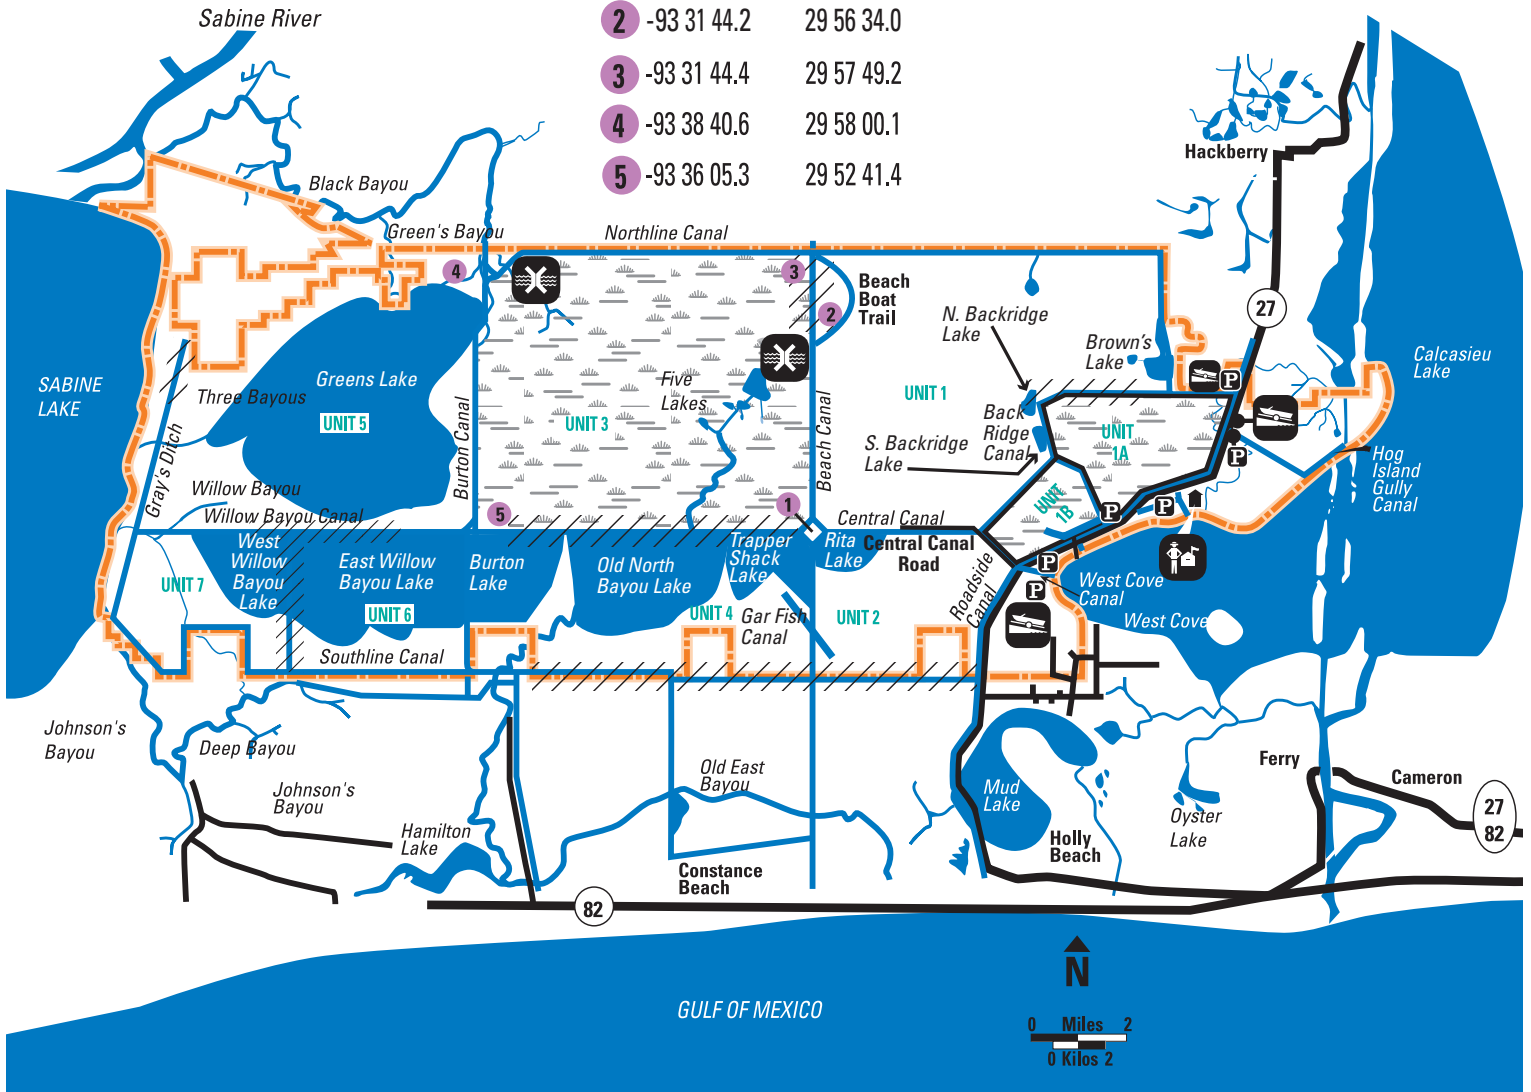 Sabine River
2 -93 31 44.2 29 56 34.0
3 -93 31 44.4 29 57 49.2
4 -93 38 40.6 29 58 00.1
5 -93 36 05.3 29 52 41.4
Hackberry
Black Bayou
Green's Bayou
Northline Canal
4
3
2
Beach
Boat
Trail
27
N. Backridge
Lake
Brown's
Lake
Calcasieu
Lake
SABINE
LAKE
Greens Lake
Three Bayous
UNIT 5
Five
Lakes
UNIT 3
UNIT 1
P
Back
Ridge
Canal
UNIT
1A
P
S. Backridge
Lake
Hog
Island
Gully
Canal
Burton Canal
Beach Canal
Gray's Ditch
Willow Bayou
Willow Bayou Canal
5
1
UNIT
1B
P
P
Central Canal
Central Canal
Road
West
Willow
Bayou
Lake
East Willow
Bayou Lake
Burton
Lake
Old North
Bayou Lake
Trapper
Shack
Lake
Rita
Lake
P
P
West Cove
Canal
West Cove
Roadside
Canal
UNIT 7
UNIT 6
UNIT 4
Gar Fish
Canal
UNIT 2
Southline Canal
Johnson's
Bayou
Deep Bayou
Johnson's
Bayou
Old East
Bayou
Hamilton
Lake
Mud
Lake
Ferry
Cameron
27
82
Oyster
Lake
Holly
Beach
Constance
Beach
82
N
GULF OF MEXICO
0 Miles 2
0 Kilos 2